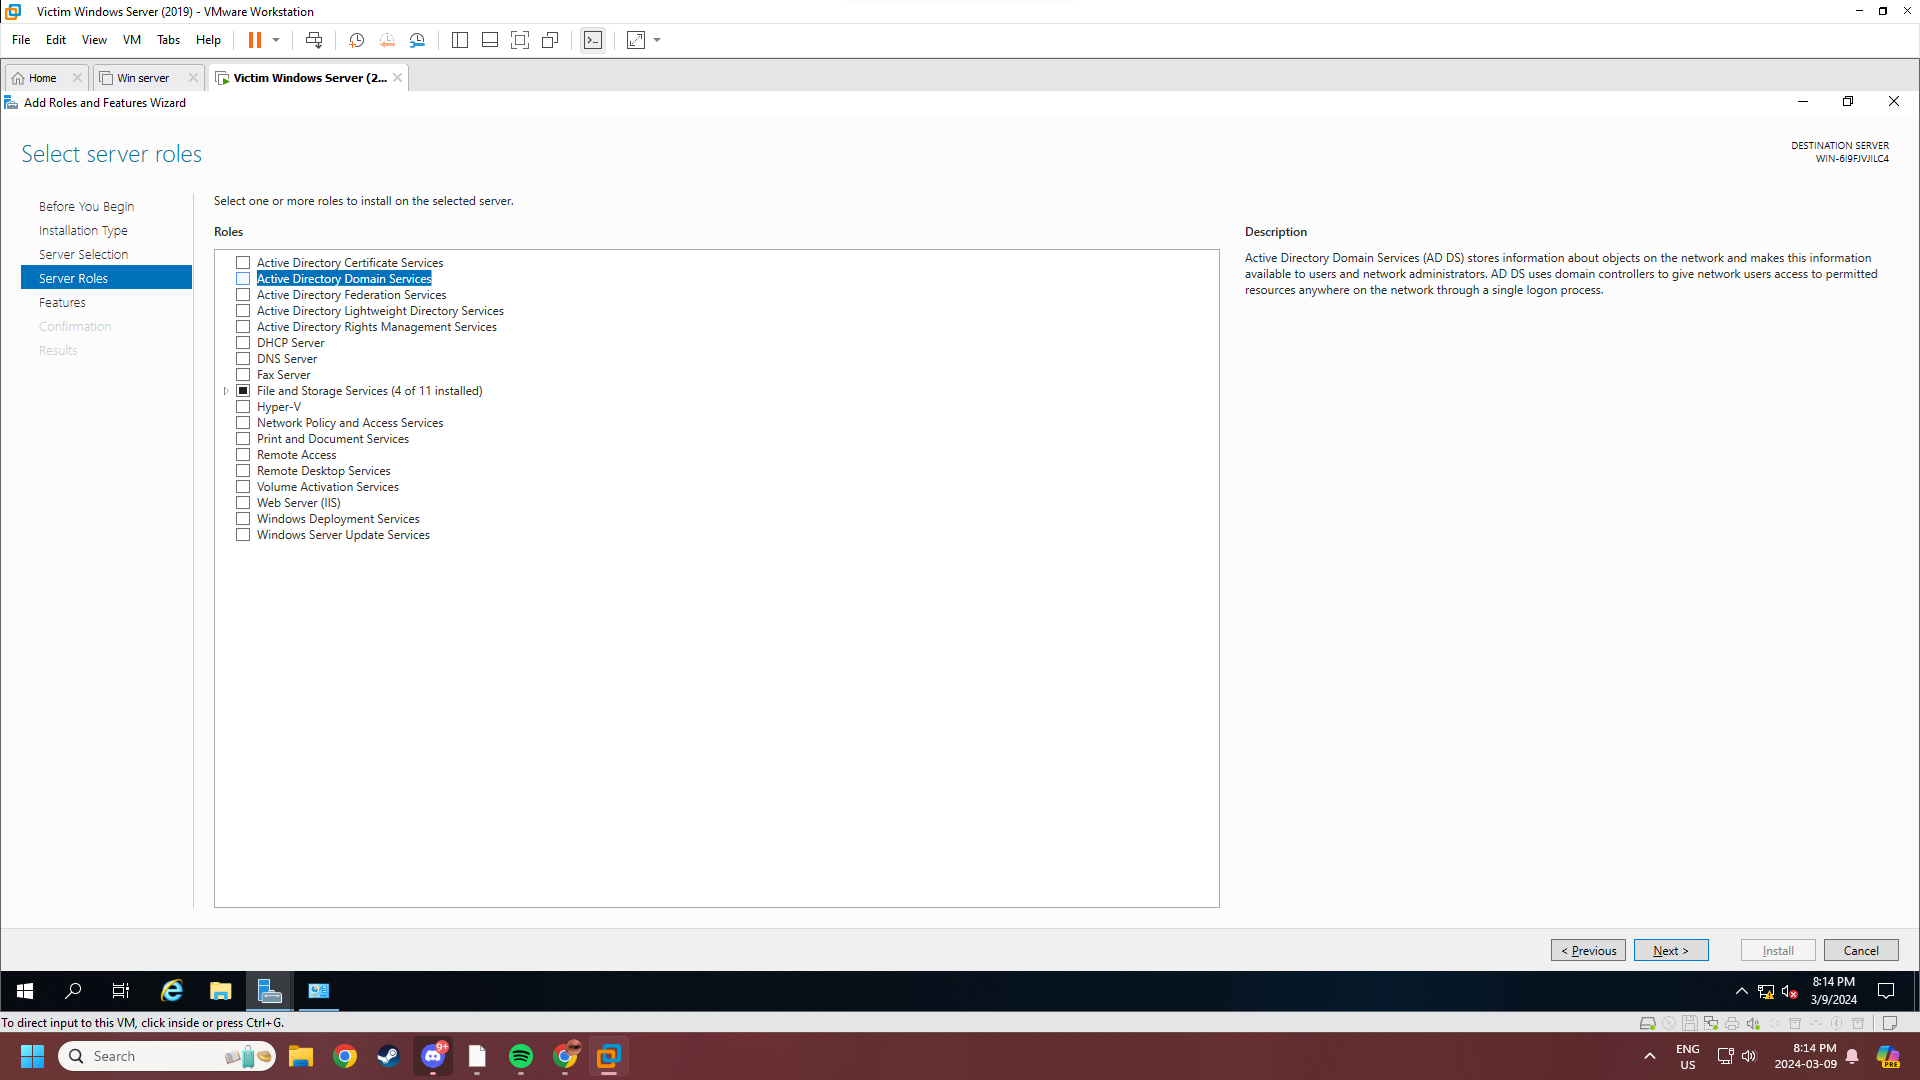 Victim Windows Server (2019) - VMware Workstation
File Edit View VM Tabs Help
Home Win server Victim Windows Server (2...
Add Roles and Features Wizard
Select server roles
DESTINATION SERVER
WIN-6I9FJVJILC4
Before You Begin
Installation Type
Server Selection
Server Roles
Features
Confirmation
Results
Select one or more roles to install on the selected server.
Roles
Active Directory Certificate Services
Active Directory Domain Services
Active Directory Federation Services
Active Directory Lightweight Directory Services
Active Directory Rights Management Services
DHCP Server
DNS Server
Fax Server
File and Storage Services (4 of 11 installed)
Hyper-V
Network Policy and Access Services
Print and Document Services
Remote Access
Remote Desktop Services
Volume Activation Services
Web Server (IIS)
Windows Deployment Services
Windows Server Update Services
Description
Active Directory Domain Services (AD DS) stores information about objects on the network and makes this information
available to users and network administrators. AD DS uses domain controllers to give network users access to permitted
resources anywhere on the network through a single logon process.
< Previous Next > Install Cancel
8:14 PM
3/9/2024
To direct input to this VM, click inside or press Ctrl+G.
Search
9+
ENG
US
8:14 PM
2024-03-09
PRE